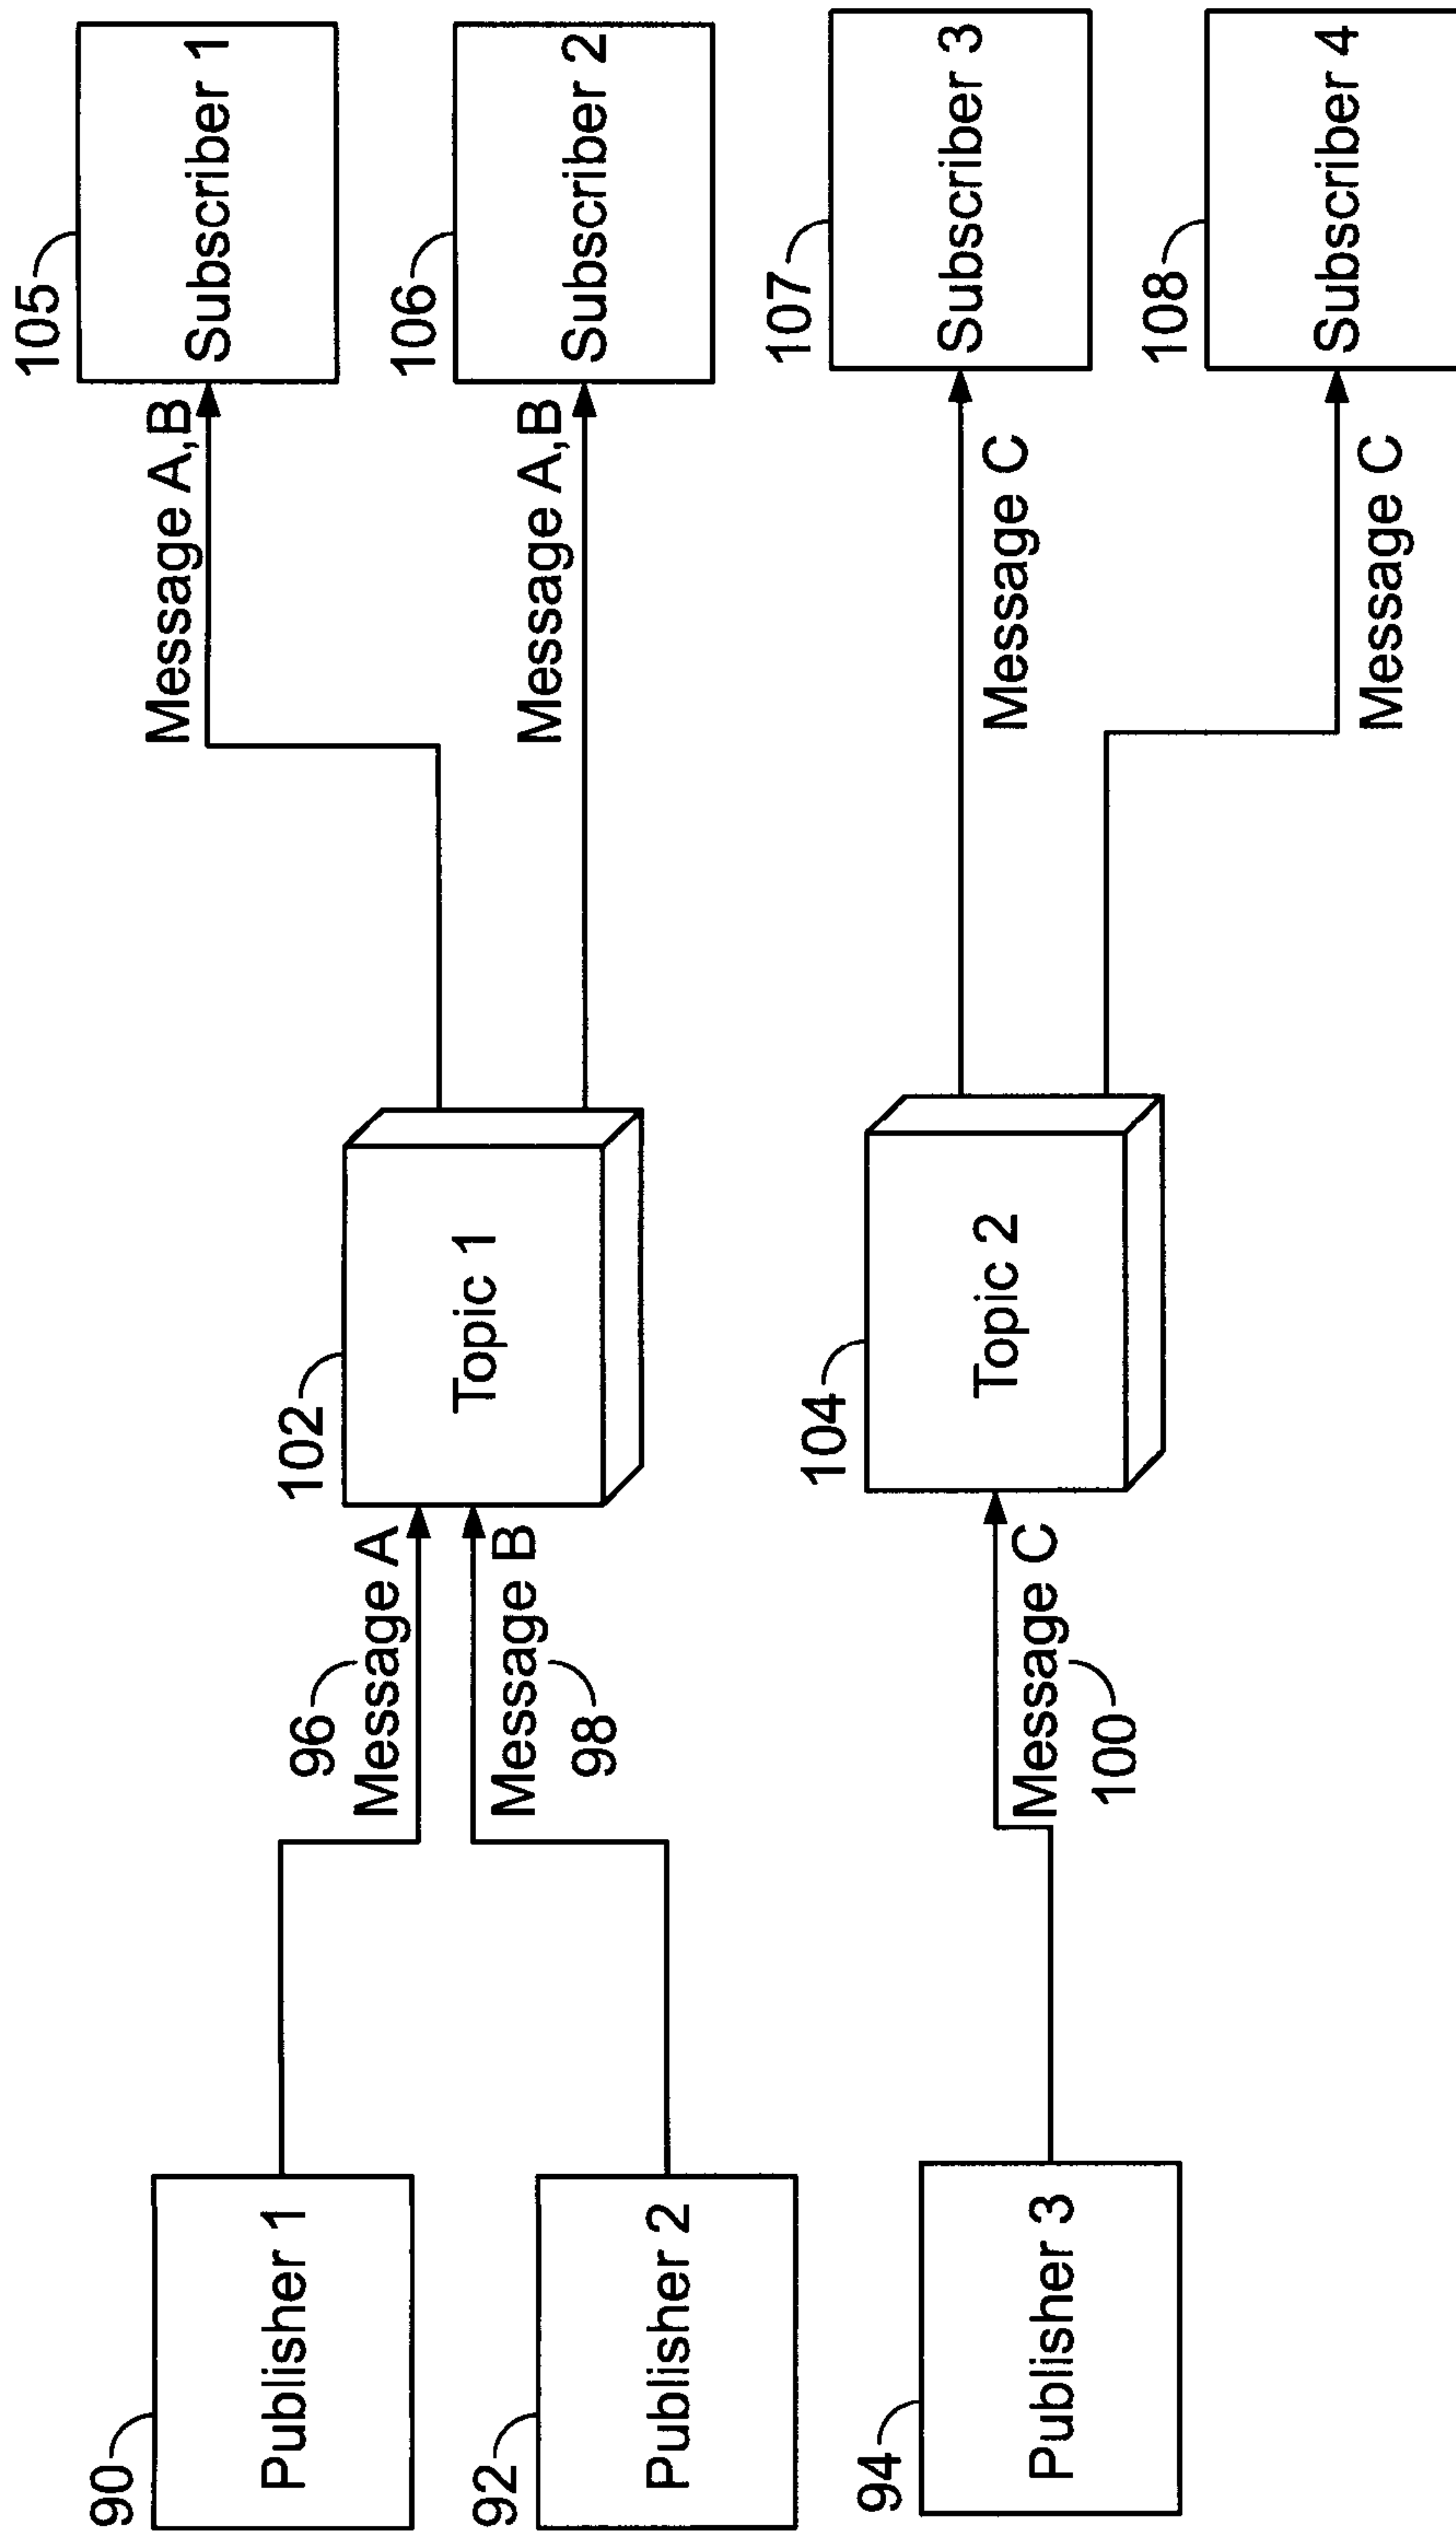 90
Publisher 1
92
Publisher 2
94
Publisher 3
96
Message A
Message B
98
Message C
100
102
Topic 1
104
Topic 2
Message A,B
Message A,B
Message C
Message C
105
Subscriber 1
106
Subscriber 2
107
Subscriber 3
108
Subscriber 4